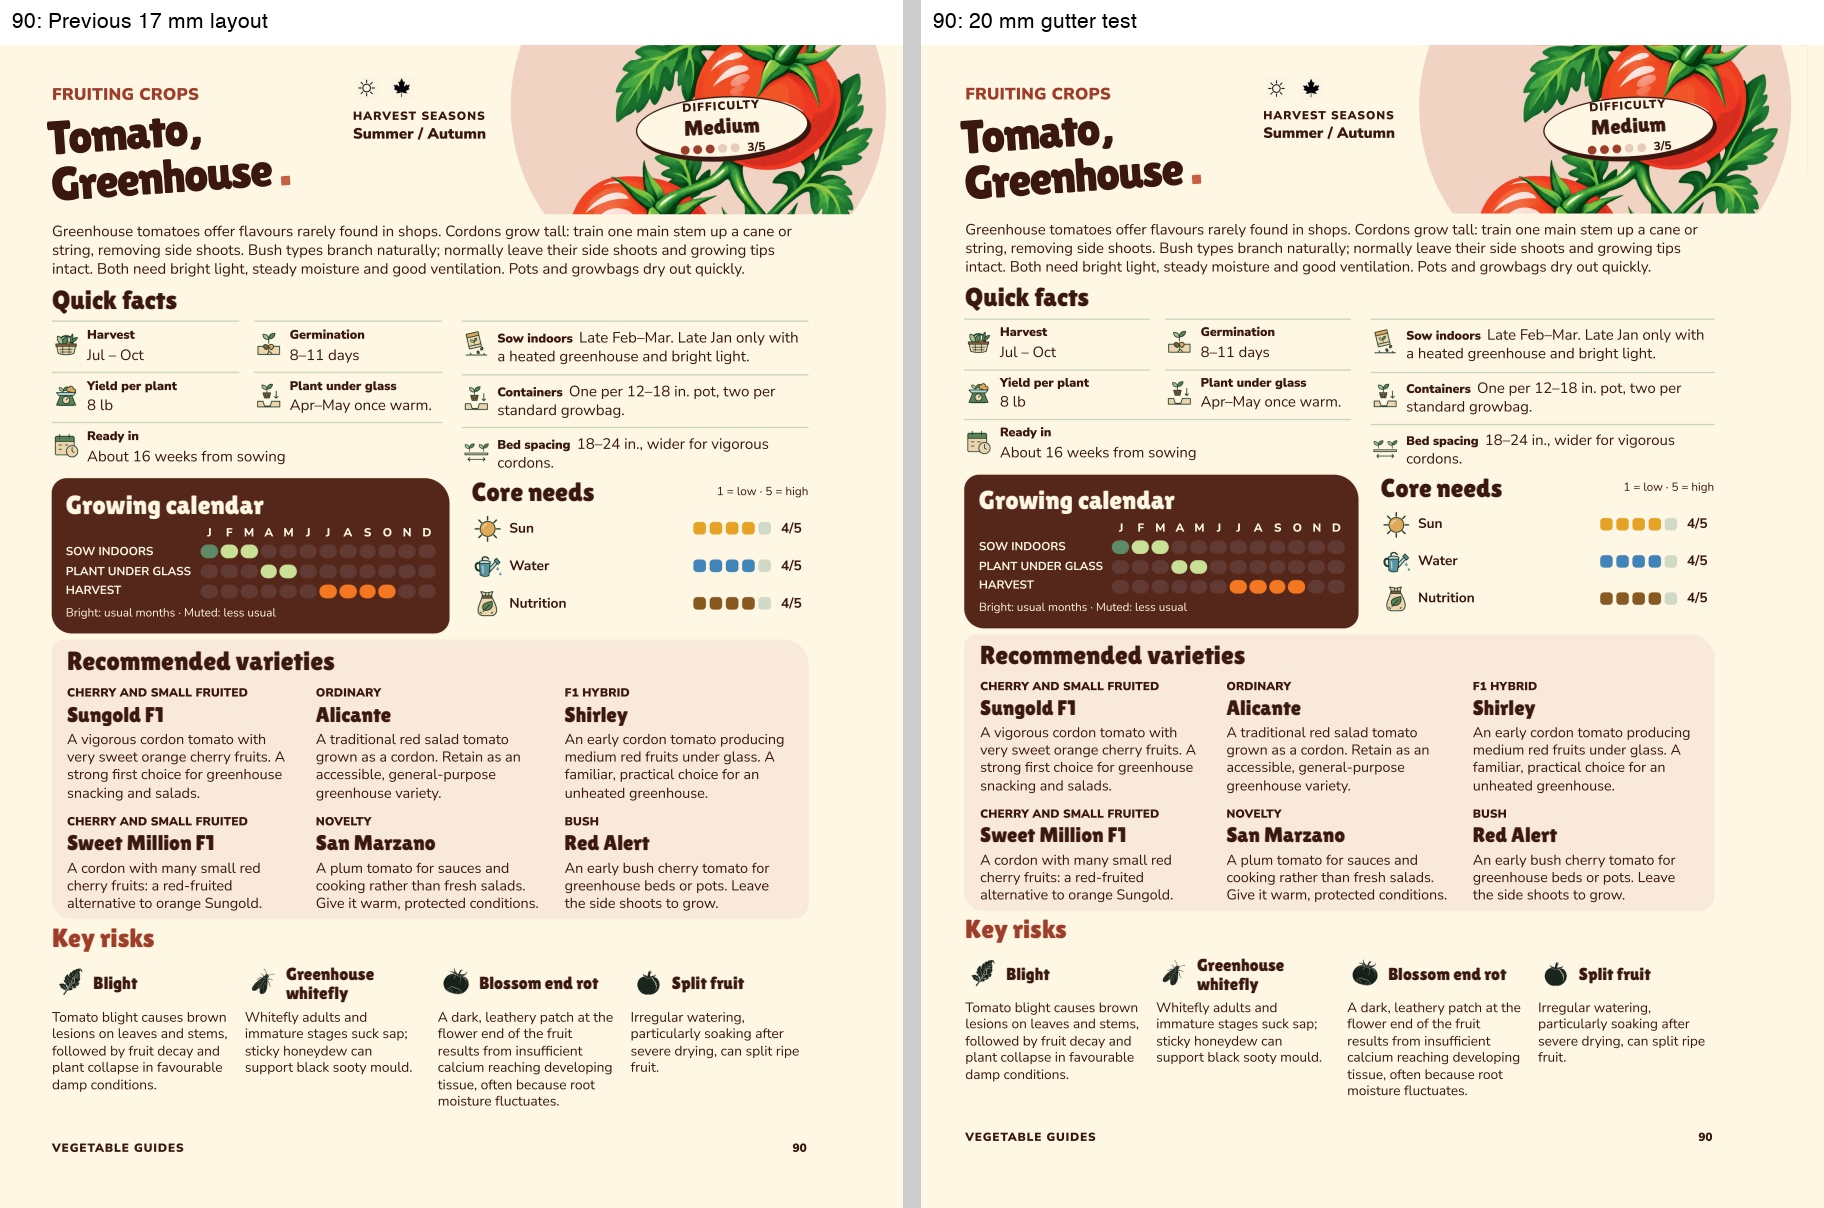 90: Previous 17 mm layout
FRUITING CROPS
Tomato,
Greenhouse.
HARVEST SEASONS
Summer / Autumn
DIFFICULTY
Medium
3/5
Greenhouse tomatoes offer flavours rarely found in shops. Cordons grow tall: train one main stem up a cane or
string, removing side shoots. Bush types branch naturally; normally leave their side shoots and growing tips
intact. Both need bright light, steady moisture and good ventilation. Pots and growbags dry out quickly.
Quick facts
Harvest
Jul – Oct
Germination
8–11 days
Yield per plant
8 lb
Plant under glass
Apr–May once warm.
Ready in
About 16 weeks from sowing
Sow indoors Late Feb–Mar. Late Jan only with
a heated greenhouse and bright light.
Containers One per 12–18 in. pot, two per
standard growbag.
Bed spacing 18–24 in., wider for vigorous
cordons.
Growing calendar
J F M A M J J A S O N D
SOW INDOORS
PLANT UNDER GLASS
HARVEST
Bright: usual months · Muted: less usual
Core needs
1 = low · 5 = high
Sun 4/5
Water 4/5
Nutrition 4/5
Recommended varieties
CHERRY AND SMALL FRUITED
Sungold F1
A vigorous cordon tomato with
very sweet orange cherry fruits. A
strong first choice for greenhouse
snacking and salads.
ORDINARY
Alicante
A traditional red salad tomato
grown as a cordon. Retain as an
accessible, general-purpose
greenhouse variety.
F1 HYBRID
Shirley
An early cordon tomato producing
medium red fruits under glass. A
familiar, practical choice for an
unheated greenhouse.
CHERRY AND SMALL FRUITED
Sweet Million F1
A cordon with many small red
cherry fruits: a red-fruited
alternative to orange Sungold.
NOVELTY
San Marzano
A plum tomato for sauces and
cooking rather than fresh salads.
Give it warm, protected conditions.
BUSH
Red Alert
An early bush cherry tomato for
greenhouse beds or pots. Leave
the side shoots to grow.
Key risks
Blight
Tomato blight causes brown
lesions on leaves and stems,
followed by fruit decay and
plant collapse in favourable
damp conditions.
Greenhouse
whitefly
Whitefly adults and
immature stages suck sap;
sticky honeydew can
support black sooty mould.
Blossom end rot
A dark, leathery patch at the
flower end of the fruit
results from insufficient
calcium reaching developing
tissue, often because root
moisture fluctuates.
Split fruit
Irregular watering,
particularly soaking after
severe drying, can split ripe
fruit.
VEGETABLE GUIDES
90
90: 20 mm gutter test
FRUITING CROPS
Tomato,
Greenhouse.
HARVEST SEASONS
Summer / Autumn
DIFFICULTY
Medium
3/5
Greenhouse tomatoes offer flavours rarely found in shops. Cordons grow tall: train one main stem up a cane or
string, removing side shoots. Bush types branch naturally; normally leave their side shoots and growing tips
intact. Both need bright light, steady moisture and good ventilation. Pots and growbags dry out quickly.
Quick facts
Harvest
Jul – Oct
Germination
8–11 days
Yield per plant
8 lb
Plant under glass
Apr–May once warm.
Ready in
About 16 weeks from sowing
Sow indoors Late Feb–Mar. Late Jan only with
a heated greenhouse and bright light.
Containers One per 12–18 in. pot, two per
standard growbag.
Bed spacing 18–24 in., wider for vigorous
cordons.
Growing calendar
J F M A M J J A S O N D
SOW INDOORS
PLANT UNDER GLASS
HARVEST
Bright: usual months · Muted: less usual
Core needs
1 = low · 5 = high
Sun 4/5
Water 4/5
Nutrition 4/5
Recommended varieties
CHERRY AND SMALL FRUITED
Sungold F1
A vigorous cordon tomato with
very sweet orange cherry fruits. A
strong first choice for greenhouse
snacking and salads.
ORDINARY
Alicante
A traditional red salad tomato
grown as a cordon. Retain as an
accessible, general-purpose
greenhouse variety.
F1 HYBRID
Shirley
An early cordon tomato producing
medium red fruits under glass. A
familiar, practical choice for an
unheated greenhouse.
CHERRY AND SMALL FRUITED
Sweet Million F1
A cordon with many small red
cherry fruits: a red-fruited
alternative to orange Sungold.
NOVELTY
San Marzano
A plum tomato for sauces and
cooking rather than fresh salads.
Give it warm, protected conditions.
BUSH
Red Alert
An early bush cherry tomato for
greenhouse beds or pots. Leave
the side shoots to grow.
Key risks
Blight
Tomato blight causes brown
lesions on leaves and stems,
followed by fruit decay and
plant collapse in favourable
damp conditions.
Greenhouse
whitefly
Whitefly adults and
immature stages suck sap;
sticky honeydew can
support black sooty mould.
Blossom end rot
A dark, leathery patch at the
flower end of the fruit
results from insufficient
calcium reaching developing
tissue, often because root
moisture fluctuates.
Split fruit
Irregular watering,
particularly soaking after
severe drying, can split ripe
fruit.
VEGETABLE GUIDES
90